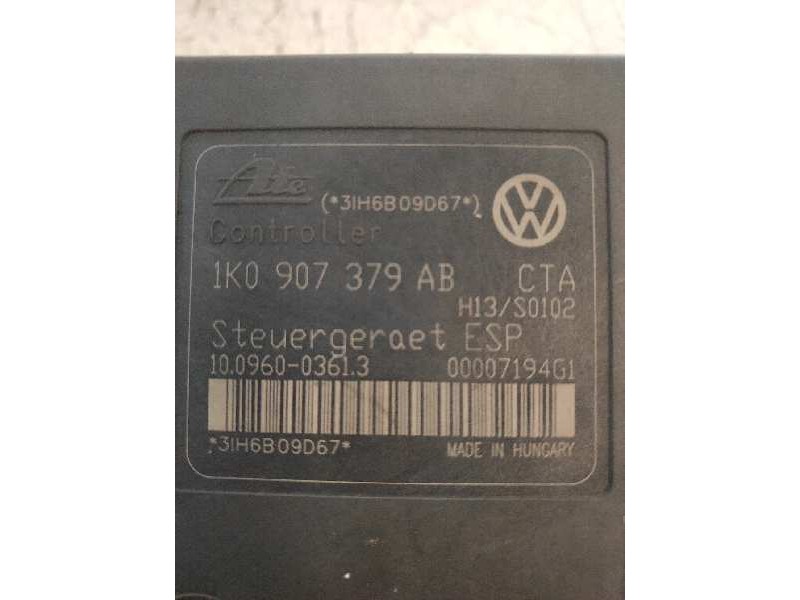 Ate (*3IH6B09D67*)
Controller
1K0 907 379 AB CTA
H13/S0102
Steuergeraet ESP
10.0960-0361.3 00007194G1
*3IH6B09D67* MADE IN HUNGARY